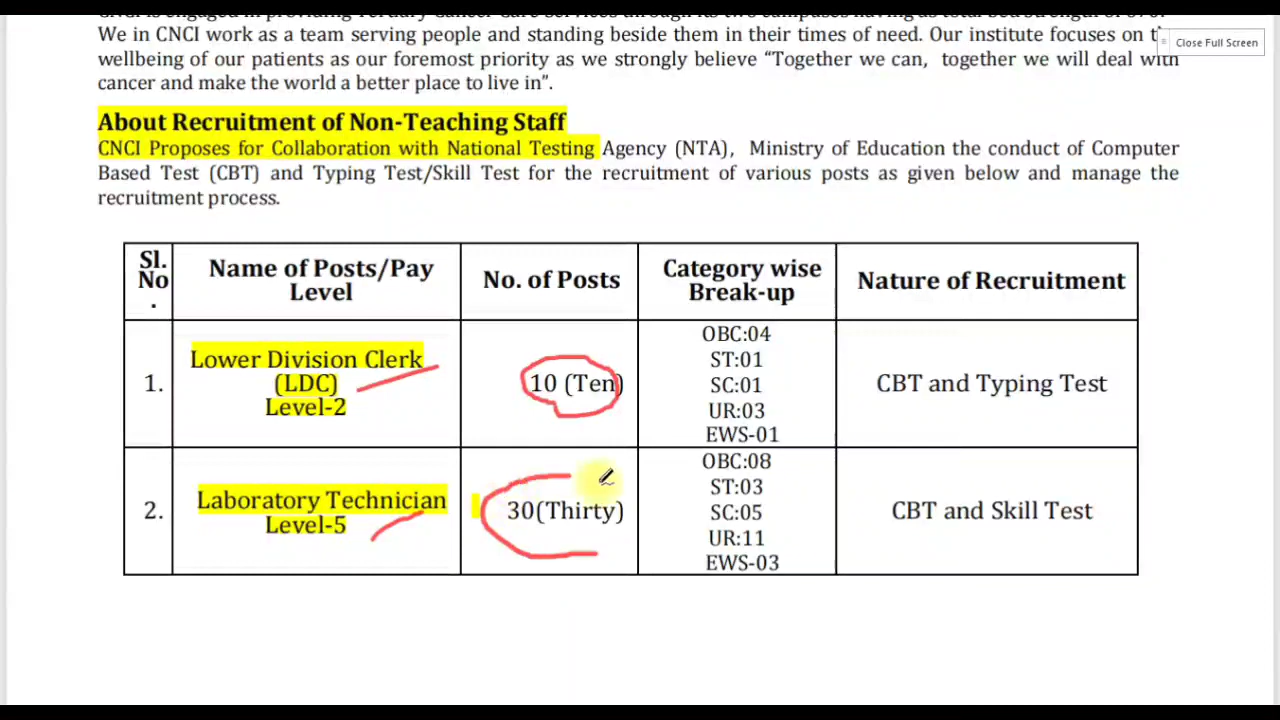 We in CNCI work as a team serving people and standing beside them in their times of need. Our institute focuses on
Close Full Screen
wellbeing of our patients as our foremost priority as we strongly believe “Together we can, together we will deal with
cancer and make the world a better place to live in”.
About Recruitment of Non-Teaching Staff
CNCI Proposes for Collaboration with National Testing Agency (NTA), Ministry of Education the conduct of Computer
Based Test (CBT) and Typing Test/Skill Test for the recruitment of various posts as given below and manage the
recruitment process.
Sl. No .
Name of Posts/Pay Level
No. of Posts
Category wise Break-up
Nature of Recruitment
1.
Lower Division Clerk
(LDC)
Level-2
10 (Ten)
OBC:04
ST:01
SC:01
UR:03
EWS-01
CBT and Typing Test
2.
Laboratory Technician
Level-5
30(Thirty)
OBC:08
ST:03
SC:05
UR:11
EWS-03
CBT and Skill Test